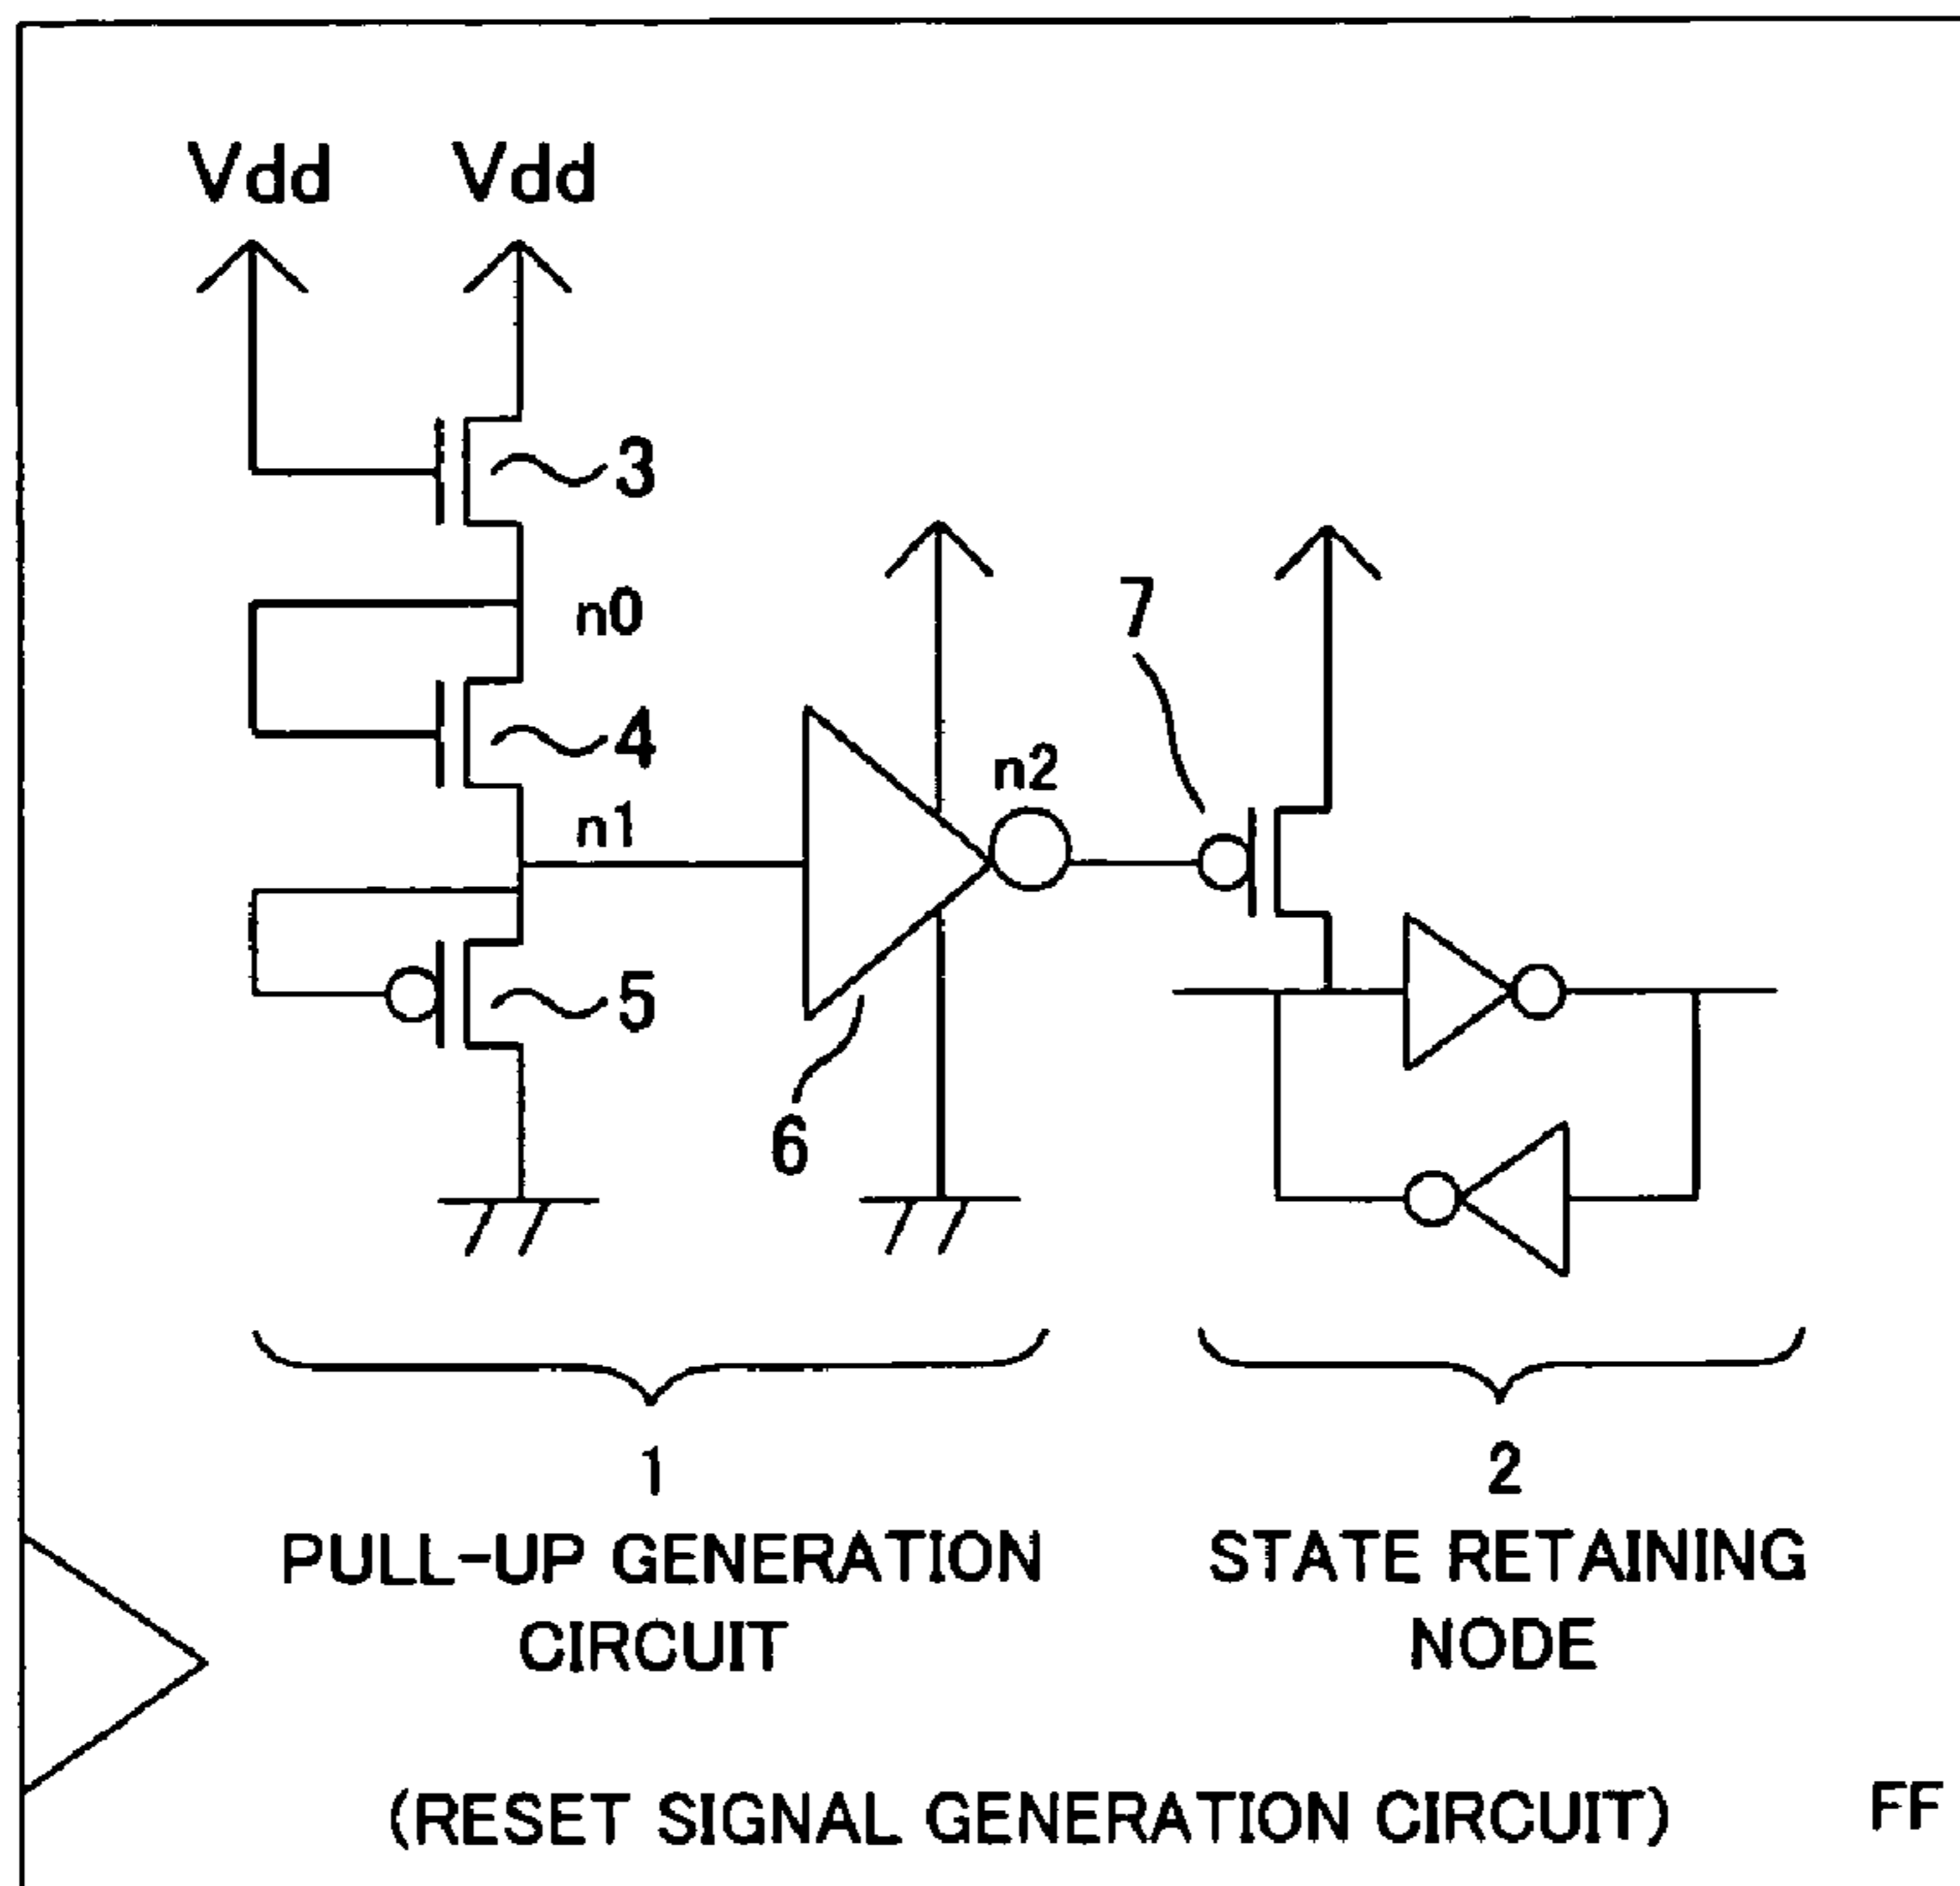 Vdd Vdd
3
n0
7
4
n2
n1
5
6
1 2
PULL-UP GENERATION STATE RETAINING
CIRCUIT NODE
(RESET SIGNAL GENERATION CIRCUIT) FF